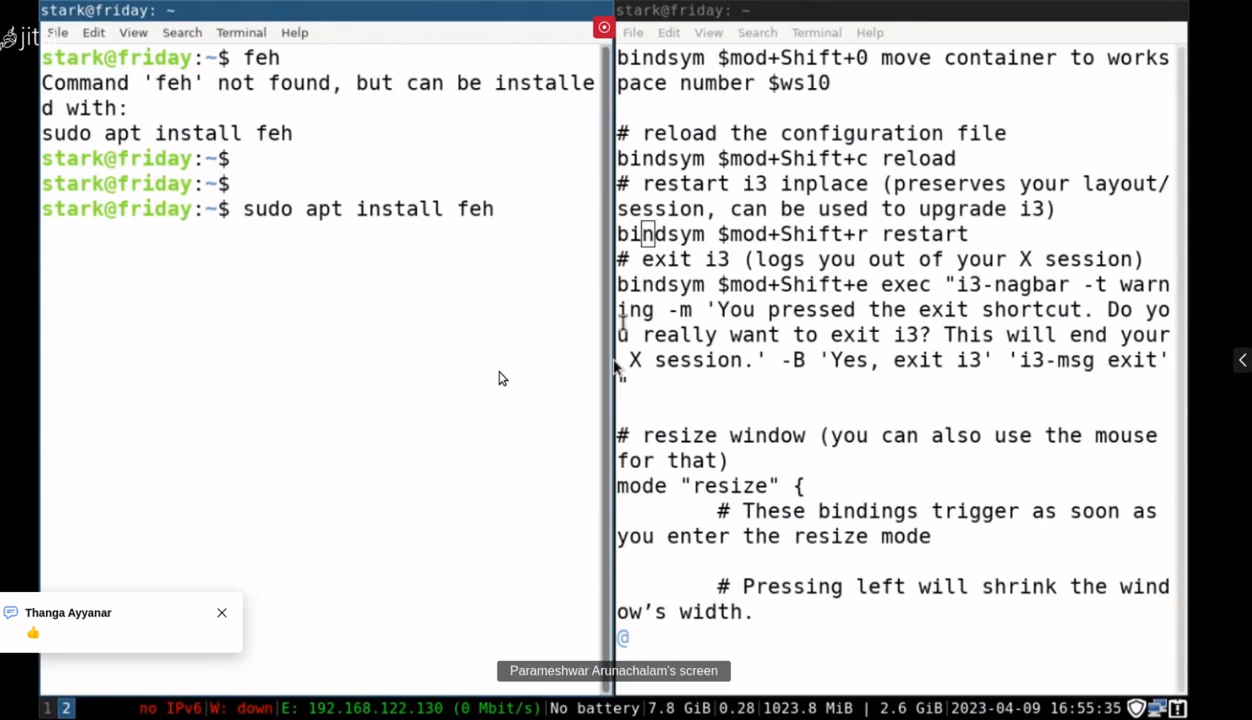 stark@friday: ~
File Edit View Search Terminal Help
jit
stark@friday:~$ feh
Command 'feh' not found, but can be installe
d with:
sudo apt install feh
stark@friday:~$
stark@friday:~$
stark@friday:~$ sudo apt install feh
stark@friday: ~
File Edit View Search Terminal Help
bindsym $mod+Shift+0 move container to works
pace number $ws10
# reload the configuration file
bindsym $mod+Shift+c reload
# restart i3 inplace (preserves your layout/
session, can be used to upgrade i3)
bindsym $mod+Shift+r restart
# exit i3 (logs you out of your X session)
bindsym $mod+Shift+e exec "i3-nagbar -t warn
ing -m 'You pressed the exit shortcut. Do yo
u really want to exit i3? This will end your
X session.' -B 'Yes, exit i3' 'i3-msg exit'
"
# resize window (you can also use the mouse
for that)
mode "resize" {
# These bindings trigger as soon as
you enter the resize mode
# Pressing left will shrink the wind
ow’s width.
@
Thanga Ayyanar
👍
Parameshwar Arunachalam's screen
1 2 no IPv6|W: down|E: 192.168.122.130 (0 Mbit/s)|No battery|7.8 GiB|0.28|1023.8 MiB | 2.6 GiB|2023-04-09 16:55:35